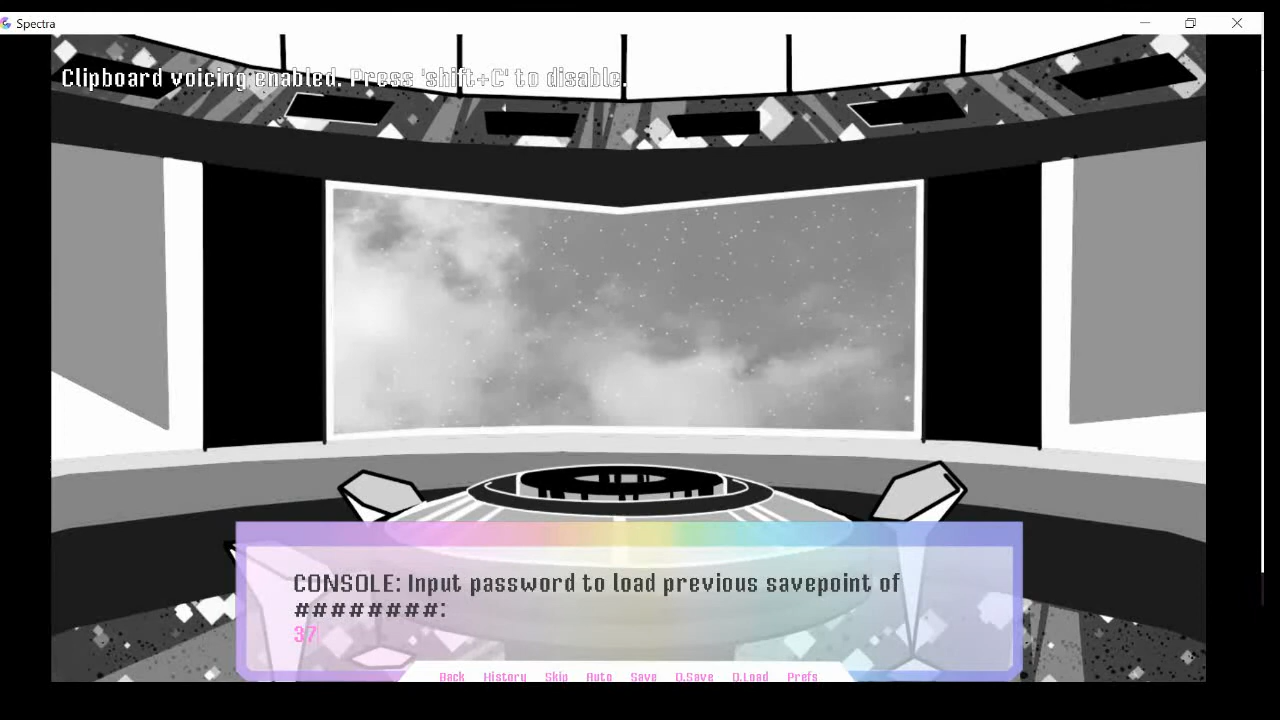 Spectra
Clipboard voicing enabled. Press 'shift+C' to disable.
CONSOLE: Input password to load previous savepoint of
########:
37
Back History Skip Auto Save Q.Save Q.Load Prefs